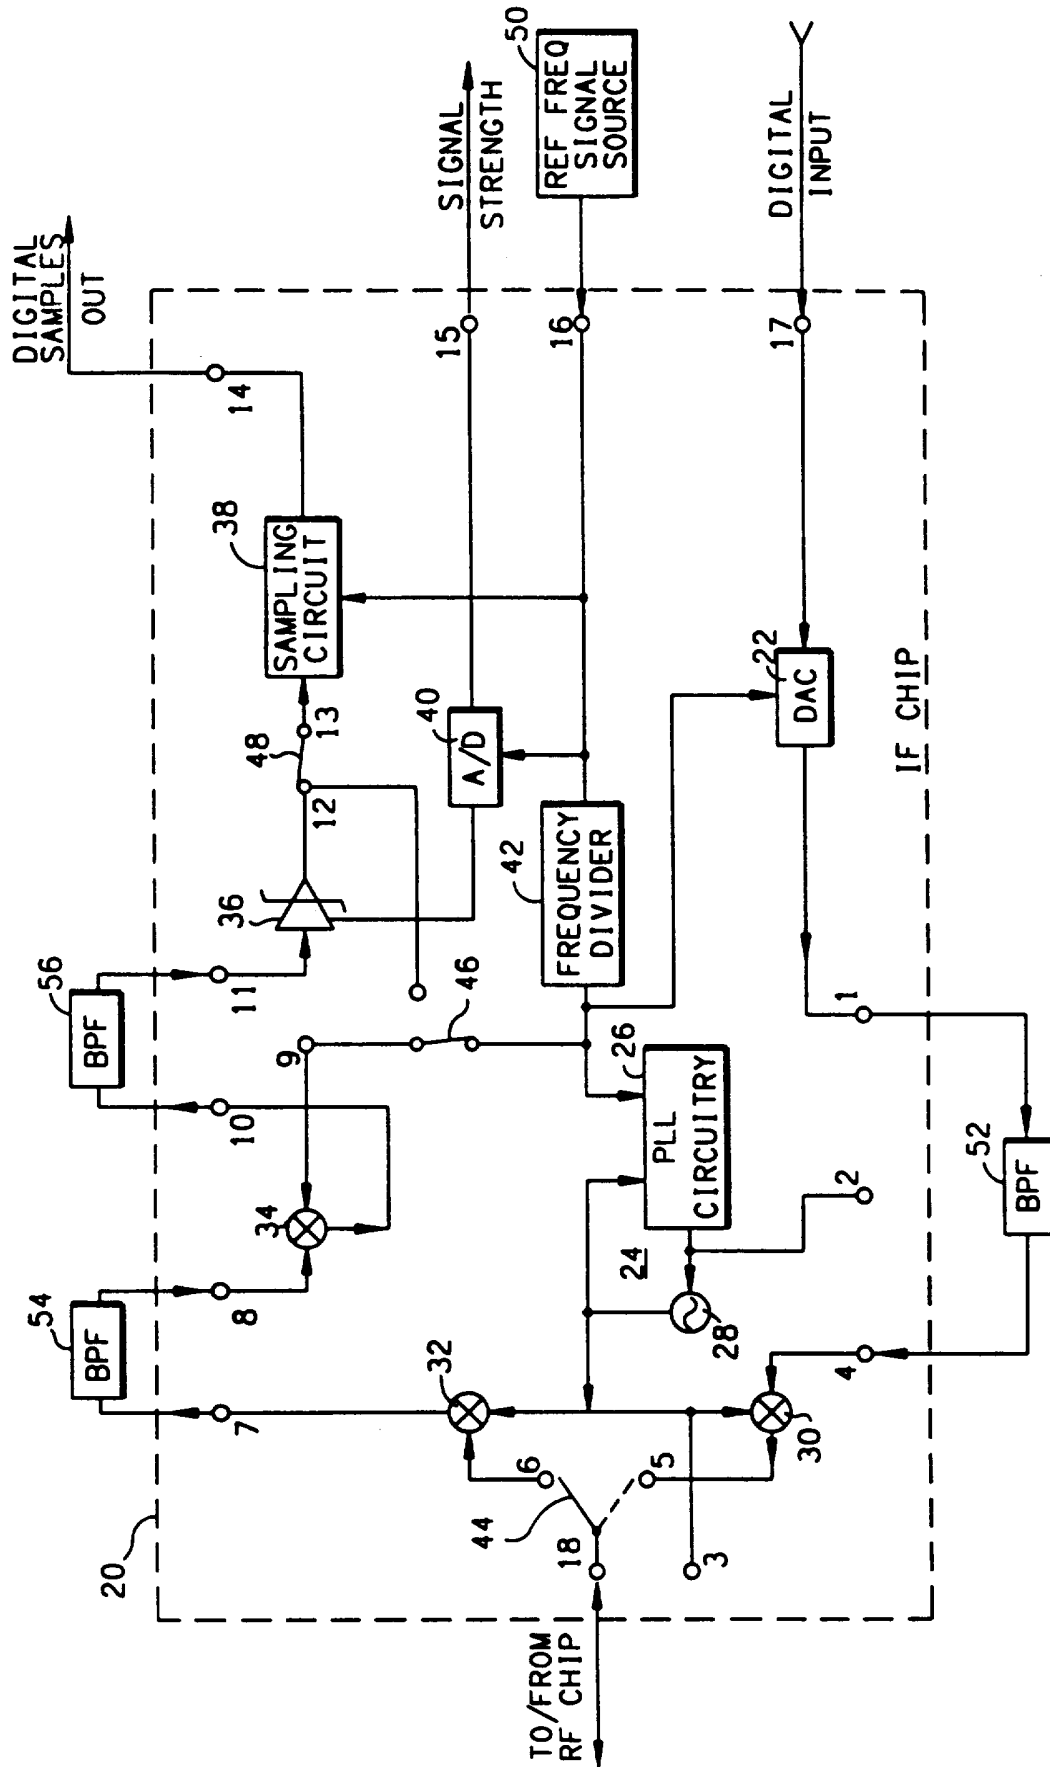 DIGITAL
SAMPLES
OUT
SIGNAL
STRENGTH
50
REF FREQ
SIGNAL
SOURCE
DIGITAL
INPUT
14
15
16
17
38
SAMPLING
CIRCUIT
13
48
12
40
A/D
42
FREQUENCY
DIVIDER
22
DAC
IF CHIP
36
11
56
BPF
10
9
46
26
PLL
CIRCUITRY
24
28
1
2
52
BPF
4
34
8
54
BPF
7
32
30
6
5
44
18
3
20
TO/FROM
RF CHIP